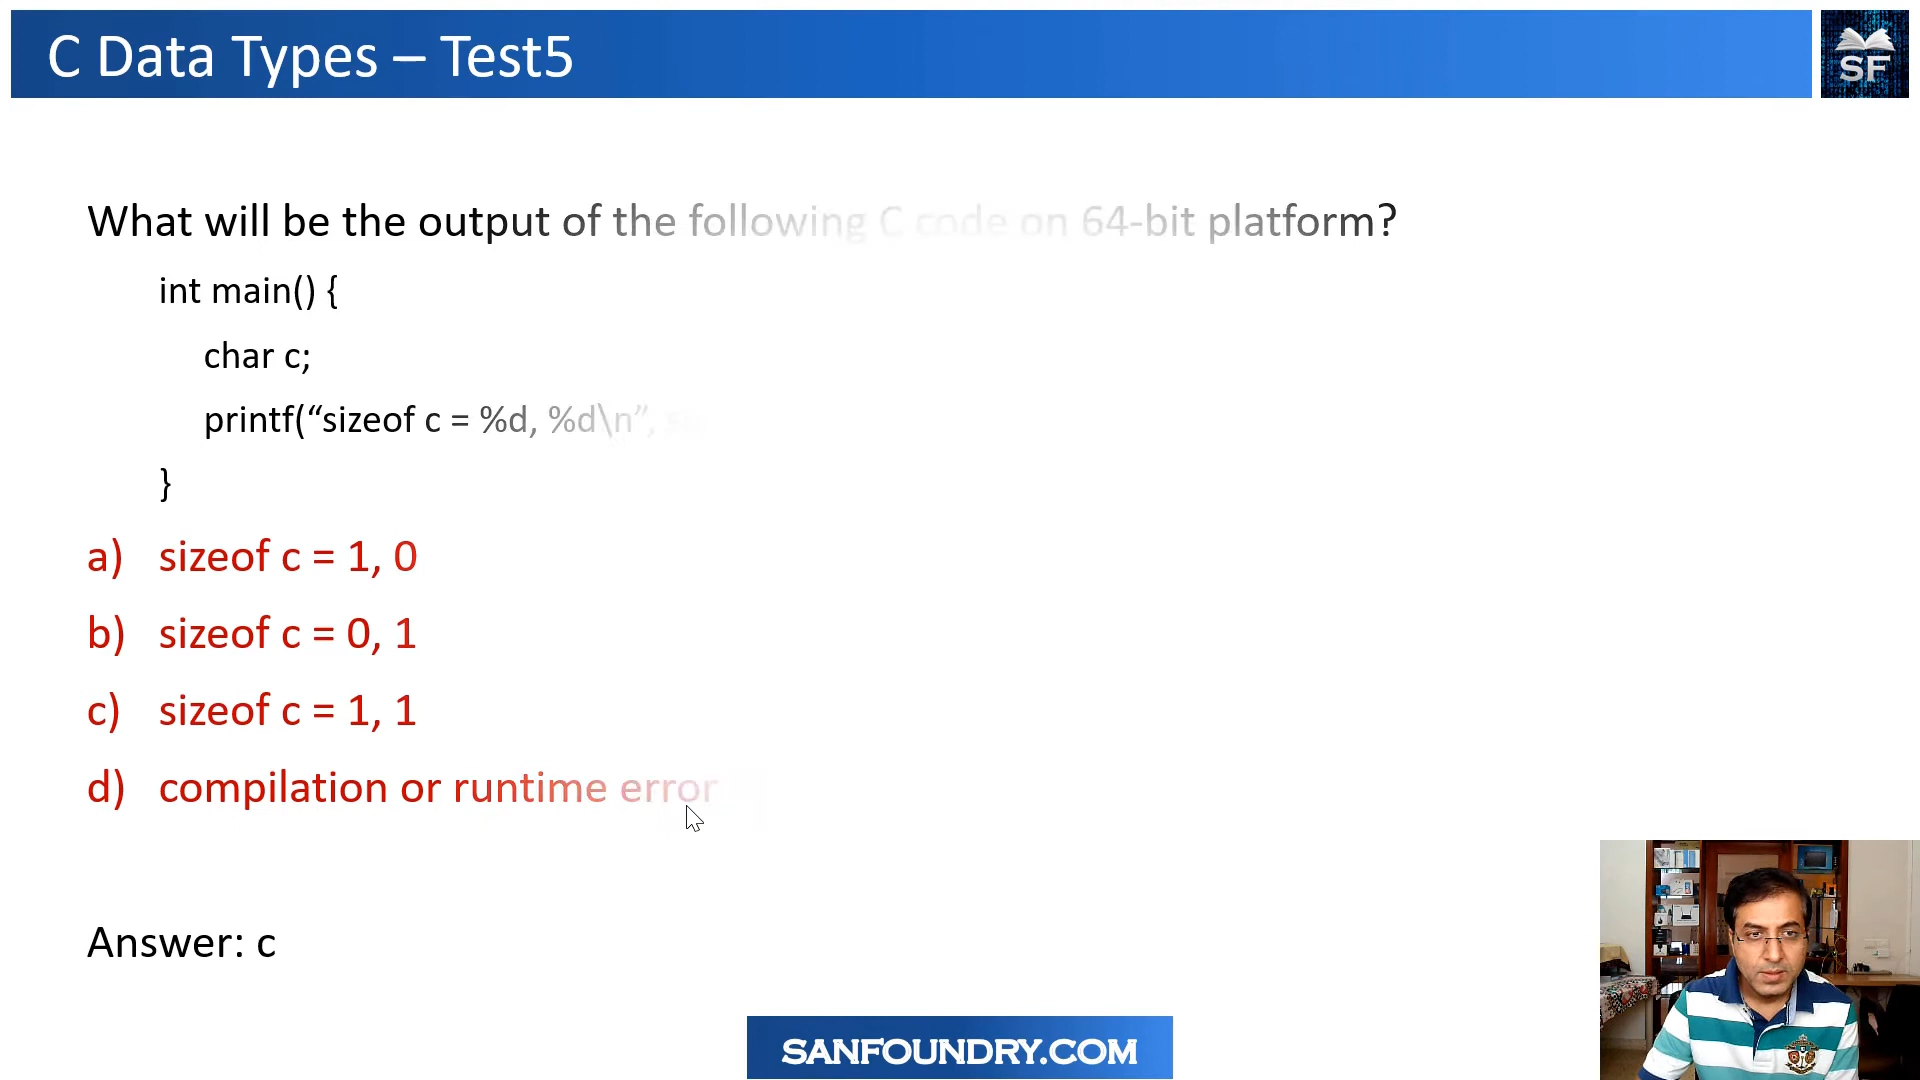 C Data Types – Test5
SF
What will be the output of the following C code on 64-bit platform?
int main() {
char c;
printf(“sizeof c = %d, %d\n”,
}
a) sizeof c = 1, 0
b) sizeof c = 0, 1
c) sizeof c = 1, 1
d) compilation or runtime error
Answer: c
SANFOUNDRY.COM